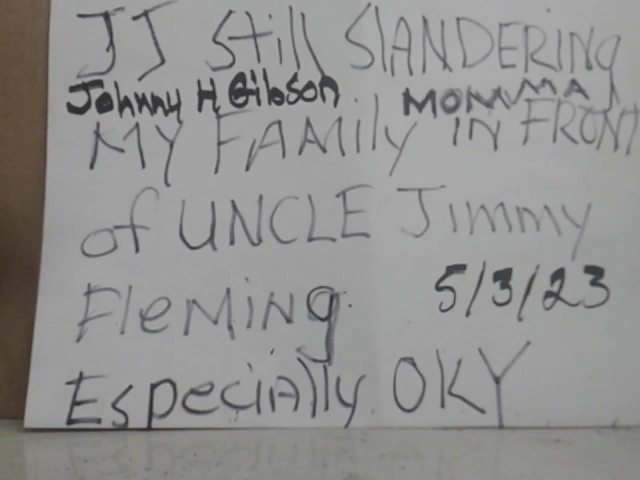 JJ Still SlANDERiNg
Johnny H Gibson MOMMA
MY FAMily IN FRONT
of UNCLE Jimmy
FleMiNg 5/3/23
EspeciAlly OKY